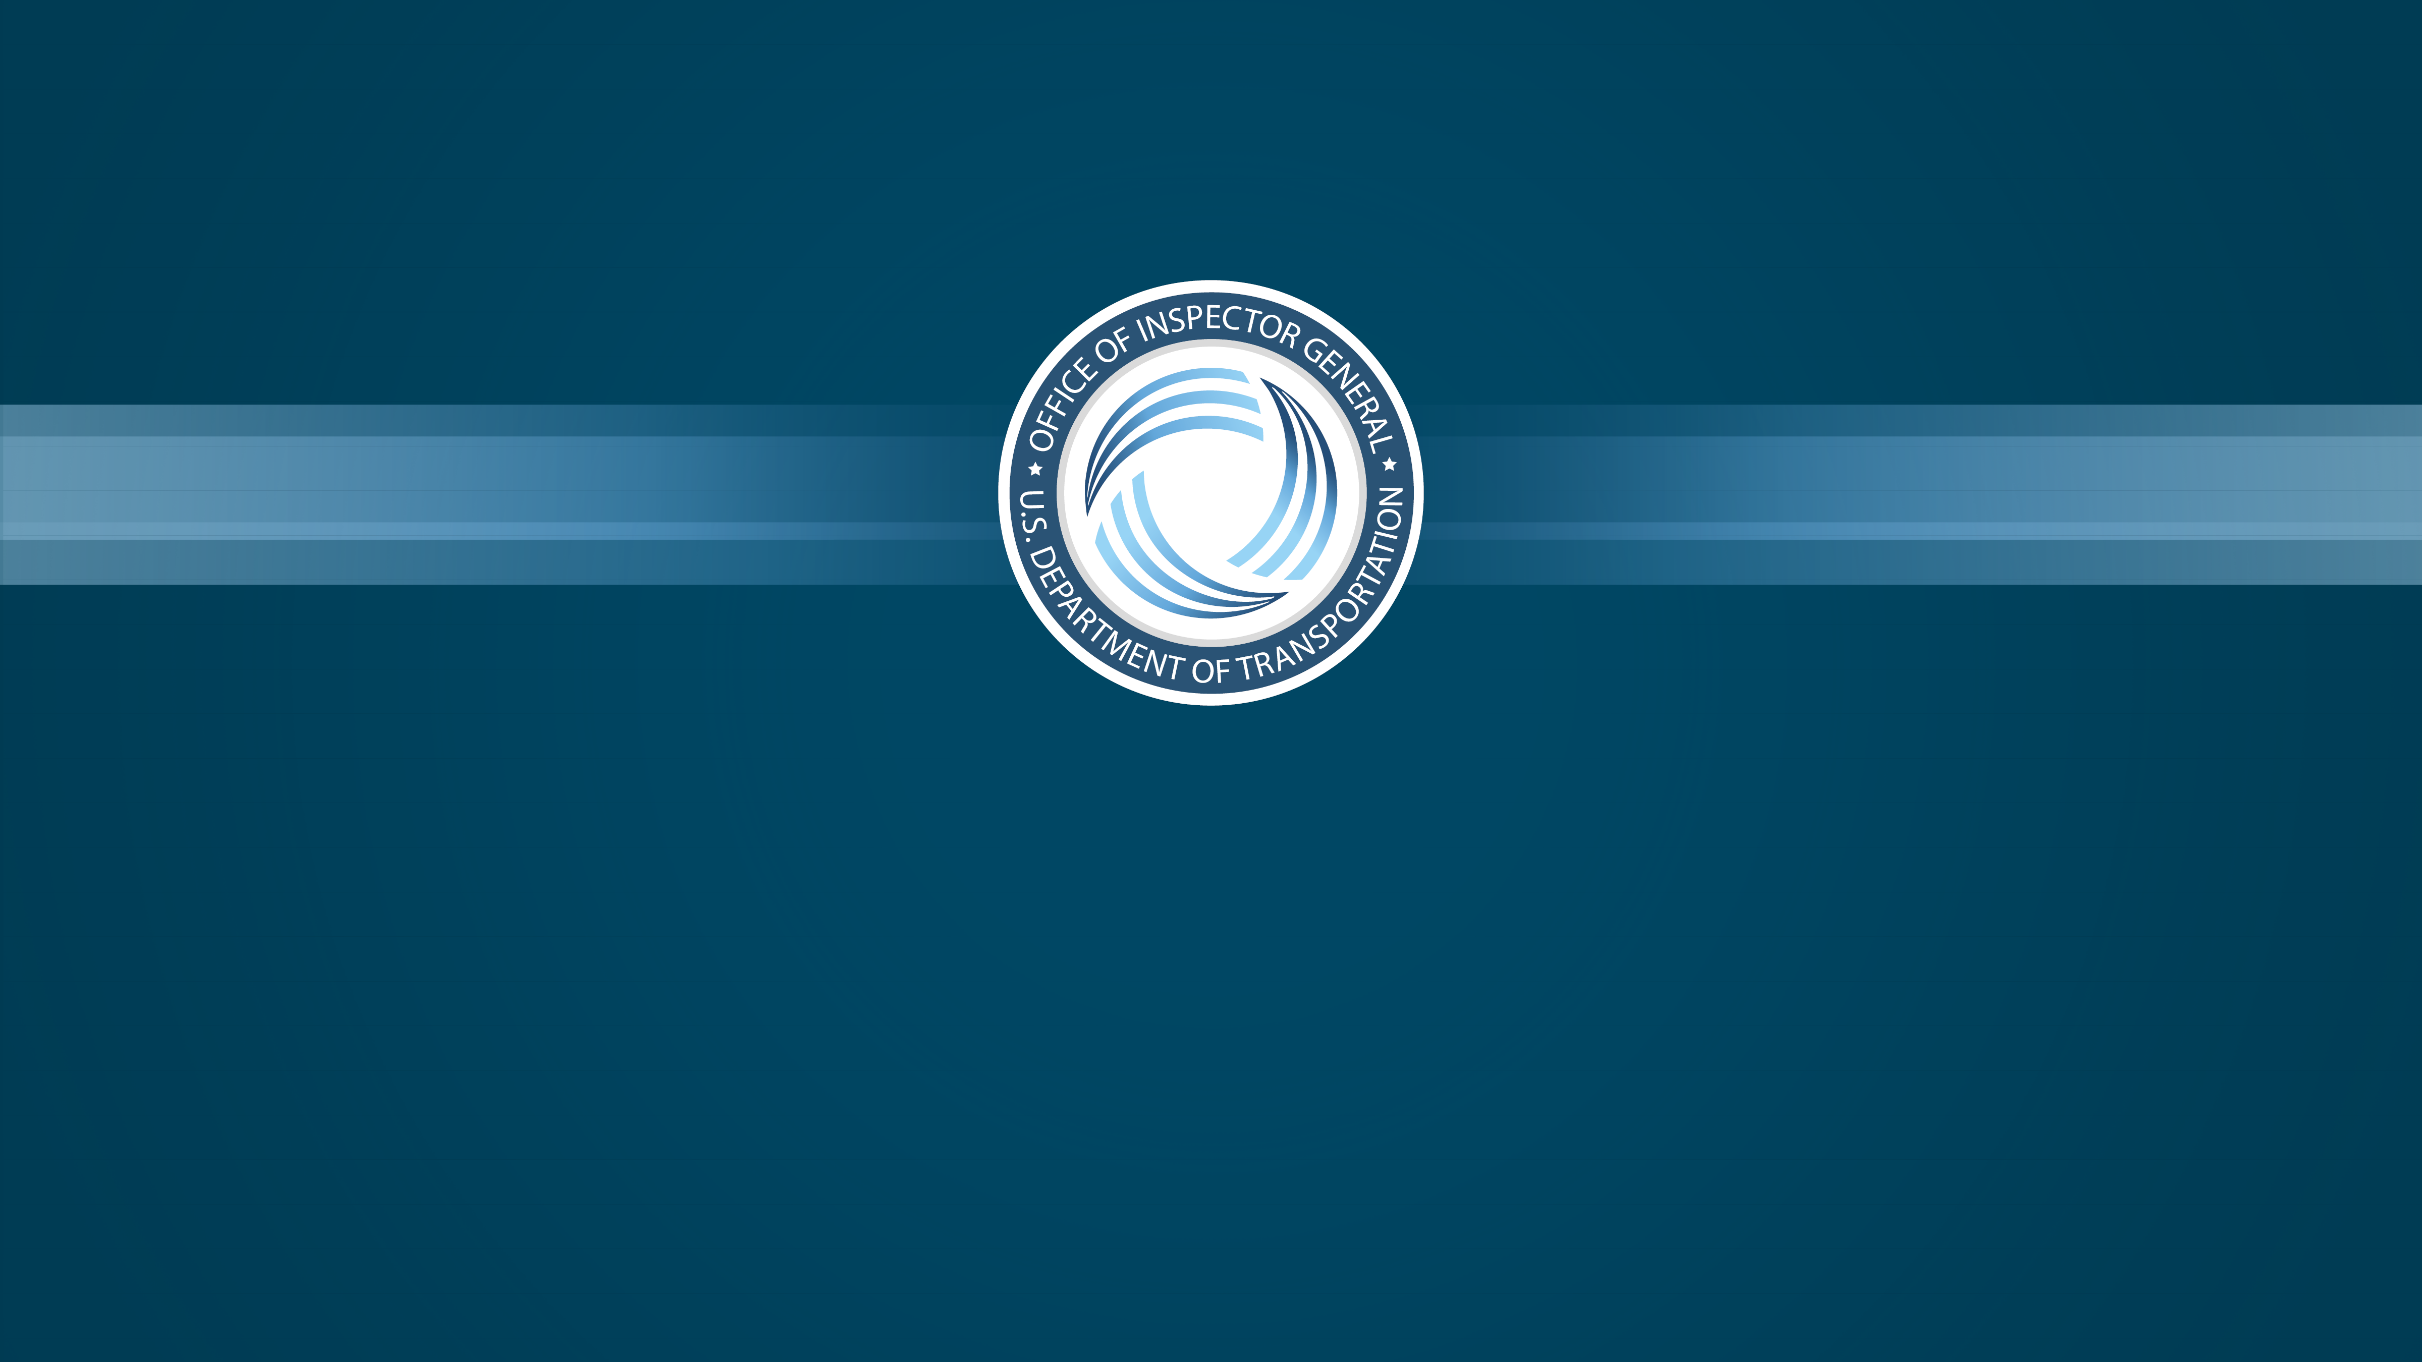 OFFICE OF INSPECTOR GENERAL
U.S. DEPARTMENT OF TRANSPORTATION